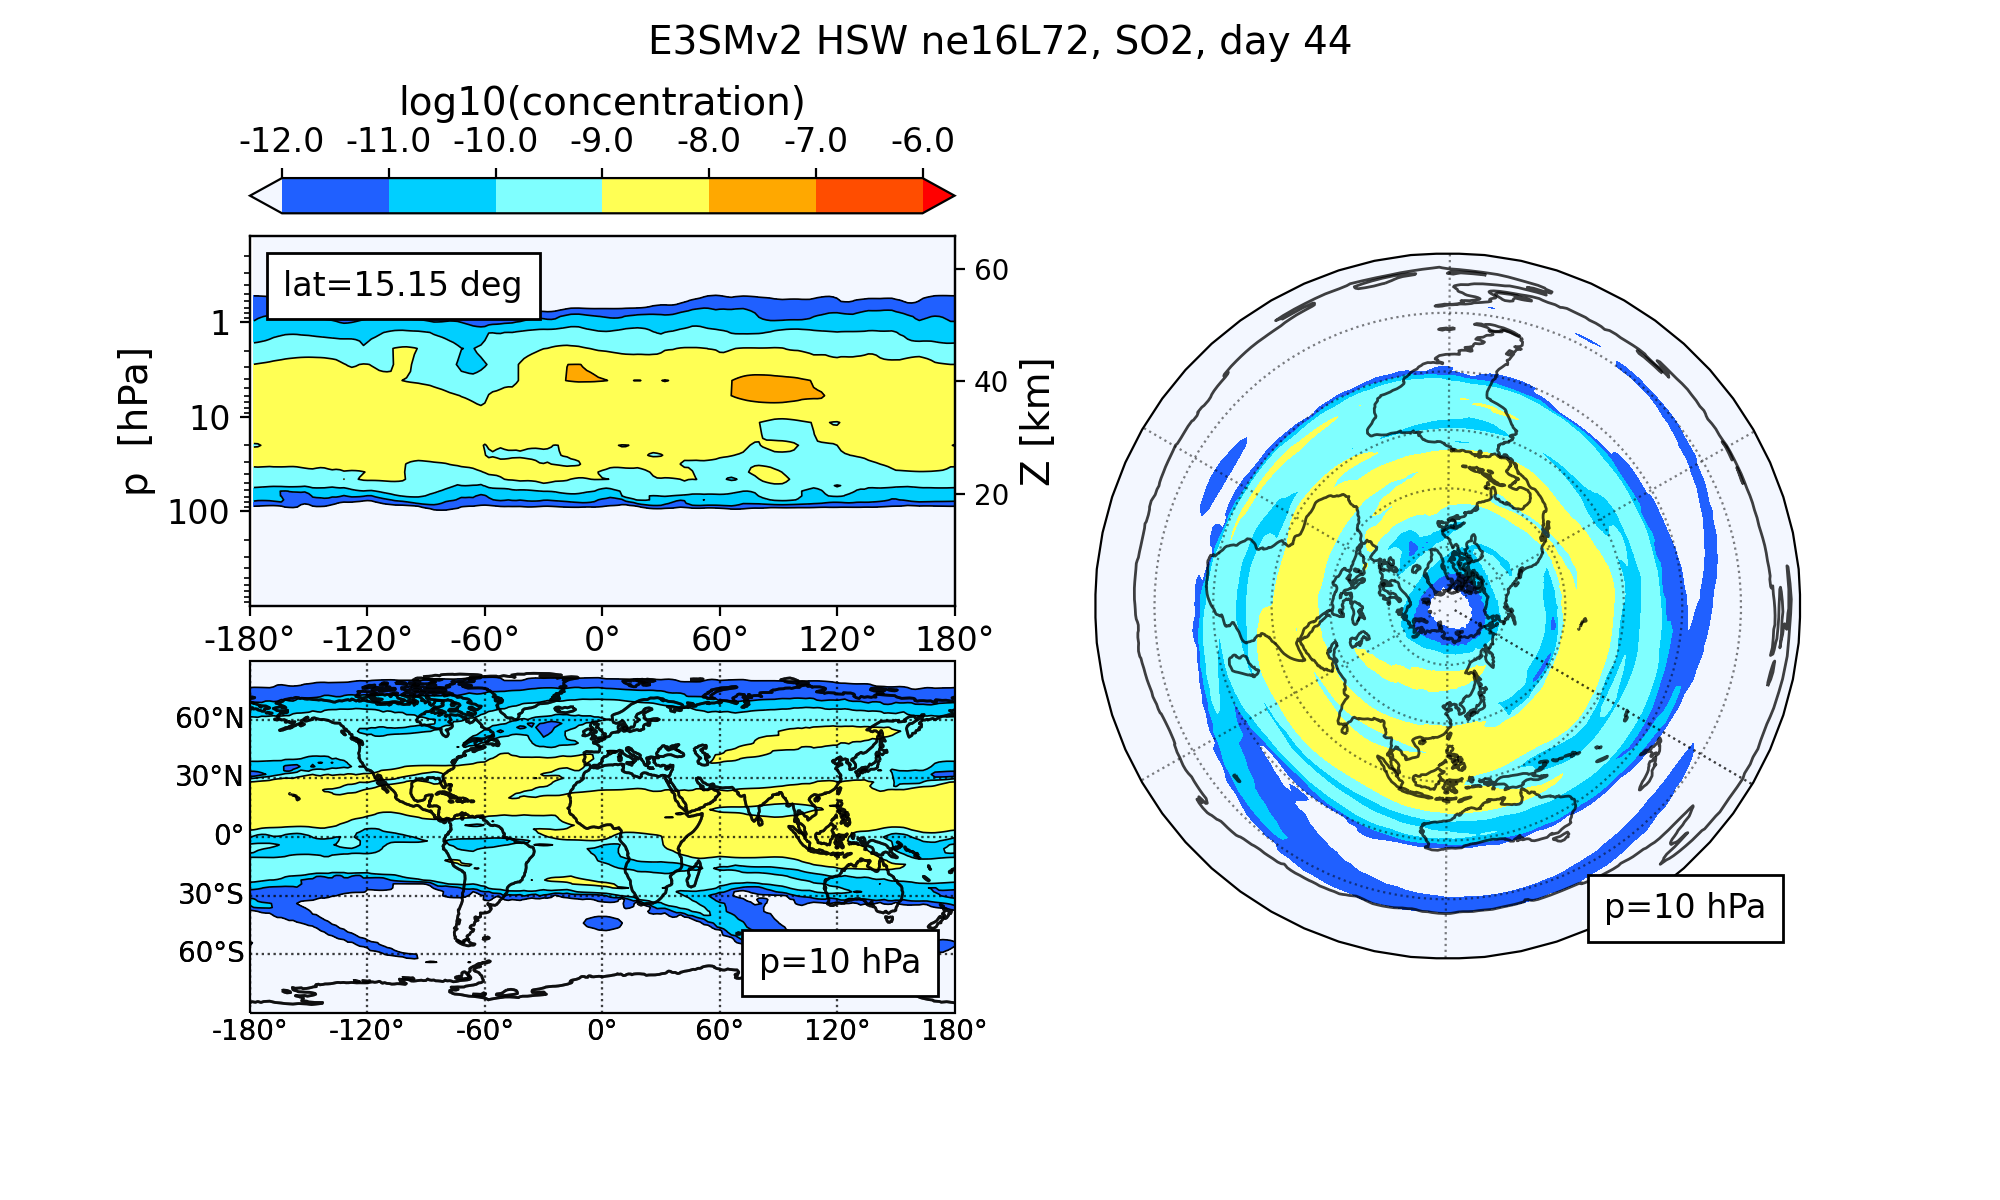 E3SMv2 HSW ne16L72, SO2, day 44
log10(concentration)
-12.0 -11.0 -10.0 -9.0 -8.0 -7.0 -6.0
lat=15.15 deg
p [hPa]
1
10
100
60
40
20
Z [km]
-180° -120° -60° 0° 60° 120° 180°
60°N
30°N
0°
30°S
60°S
p=10 hPa
-180° -120° -60° 0° 60° 120° 180°
p=10 hPa